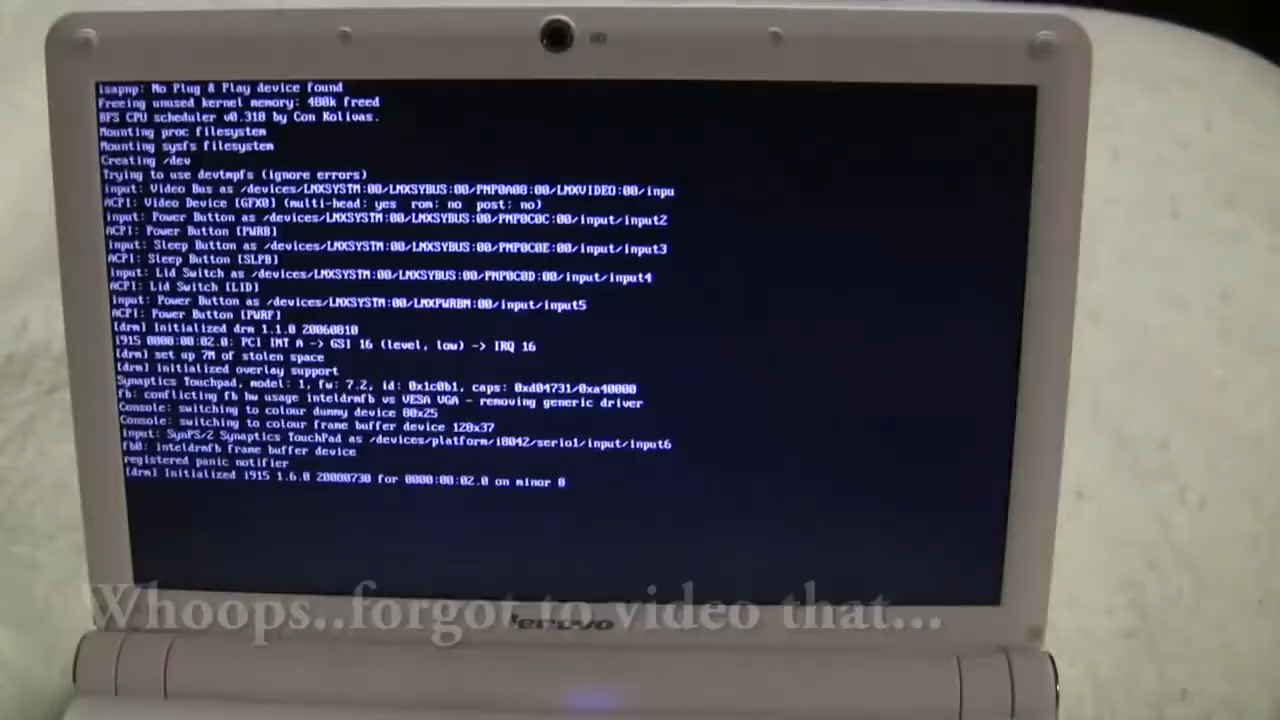 isapnp: No Plug & Play device found
Freeing unused kernel memory: 480k freed
BFS CPU scheduler v0.318 by Con Kolivas.
Mounting proc filesystem
Mounting sysfs filesystem
Creating /dev
Trying to use devtmpfs (ignore errors)
input: Video Bus as /devices/LNXSYSTM:00/LNXSYBUS:00/PNP0A08:00/LNXVIDEO:00/inpu
ACPI: Video Device [GFX0] (multi-head: yes  rom: no  post: no)
input: Power Button as /devices/LNXSYSTM:00/LNXSYBUS:00/PNP0C0C:00/input/input2
ACPI: Power Button [PWRB]
input: Sleep Button as /devices/LNXSYSTM:00/LNXSYBUS:00/PNP0C0E:00/input/input3
ACPI: Sleep Button [SLPB]
input: Lid Switch as /devices/LNXSYSTM:00/LNXSYBUS:00/PNP0C0D:00/input/input4
ACPI: Lid Switch [LID]
input: Power Button as /devices/LNXSYSTM:00/LNXPWRBN:00/input/input5
ACPI: Power Button [PWRF]
[drm] Initialized drm 1.1.0 20060810
i915 0000:00:02.0: PCI INT A -> GSI 16 (level, low) -> IRQ 16
[drm] set up 7M of stolen space
[drm] initialized overlay support
Synaptics Touchpad, model: 1, fw: 7.2, id: 0x1c0b1, caps: 0xd04731/0xa40000
fb: conflicting fb hw usage inteldrmfb vs VESA VGA - removing generic driver
Console: switching to colour dummy device 80x25
Console: switching to colour frame buffer device 128x37
input: SynPS/2 Synaptics TouchPad as /devices/platform/i8042/serio1/input/input6
fb0: inteldrmfb frame buffer device
registered panic notifier
[drm] Initialized i915 1.6.0 20080730 for 0000:00:02.0 on minor 0
Whoops..forgot to video that...
lenovo